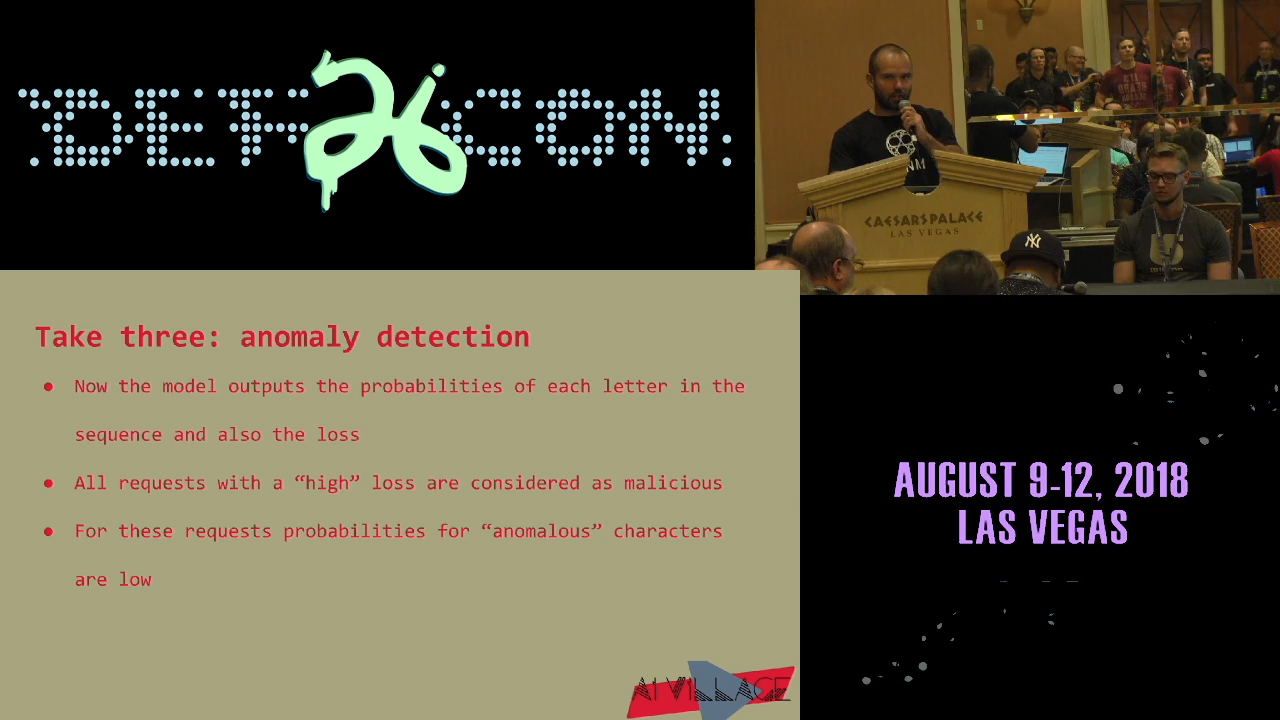 DEF 26 CON
CAESARS PALACE
LAS VEGAS
Take three: anomaly detection
● Now the model outputs the probabilities of each letter in the
sequence and also the loss
● All requests with a “high” loss are considered as malicious
● For these requests probabilities for “anomalous” characters
are low
AI VILLAGE
AUGUST 9-12, 2018
LAS VEGAS